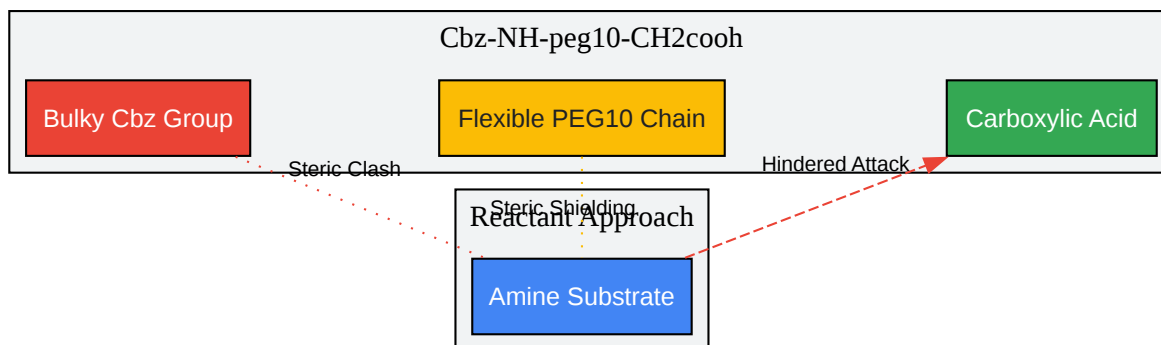 Cbz-NH-peg10-CH2cooh
Bulky Cbz Group
Flexible PEG10 Chain
Carboxylic Acid
Steric Clash
Hindered Attack
Steric Shielding
Reactant Approach
Amine Substrate